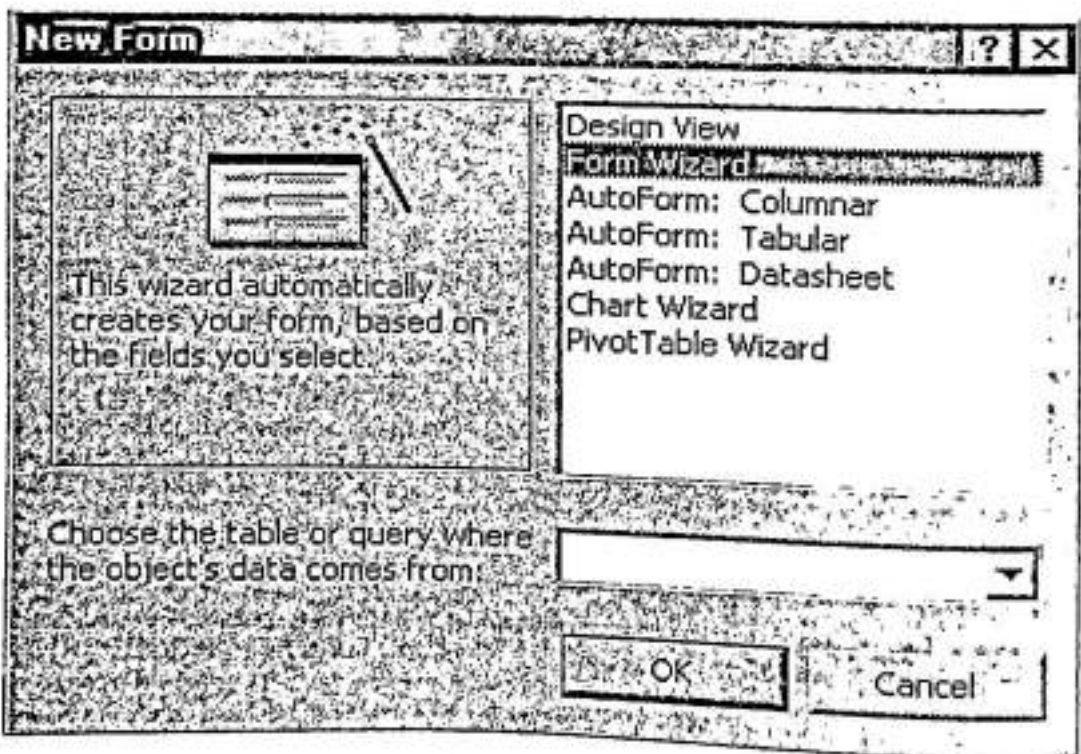 New Form
? X
Design View
Form Wizard
AutoForm: Columnar
AutoForm: Tabular
AutoForm: Datasheet
Chart Wizard
PivotTable Wizard
This wizard automatically
creates your form, based on
the fields you select.
Choose the table or query where
the object's data comes from:
OK
Cancel